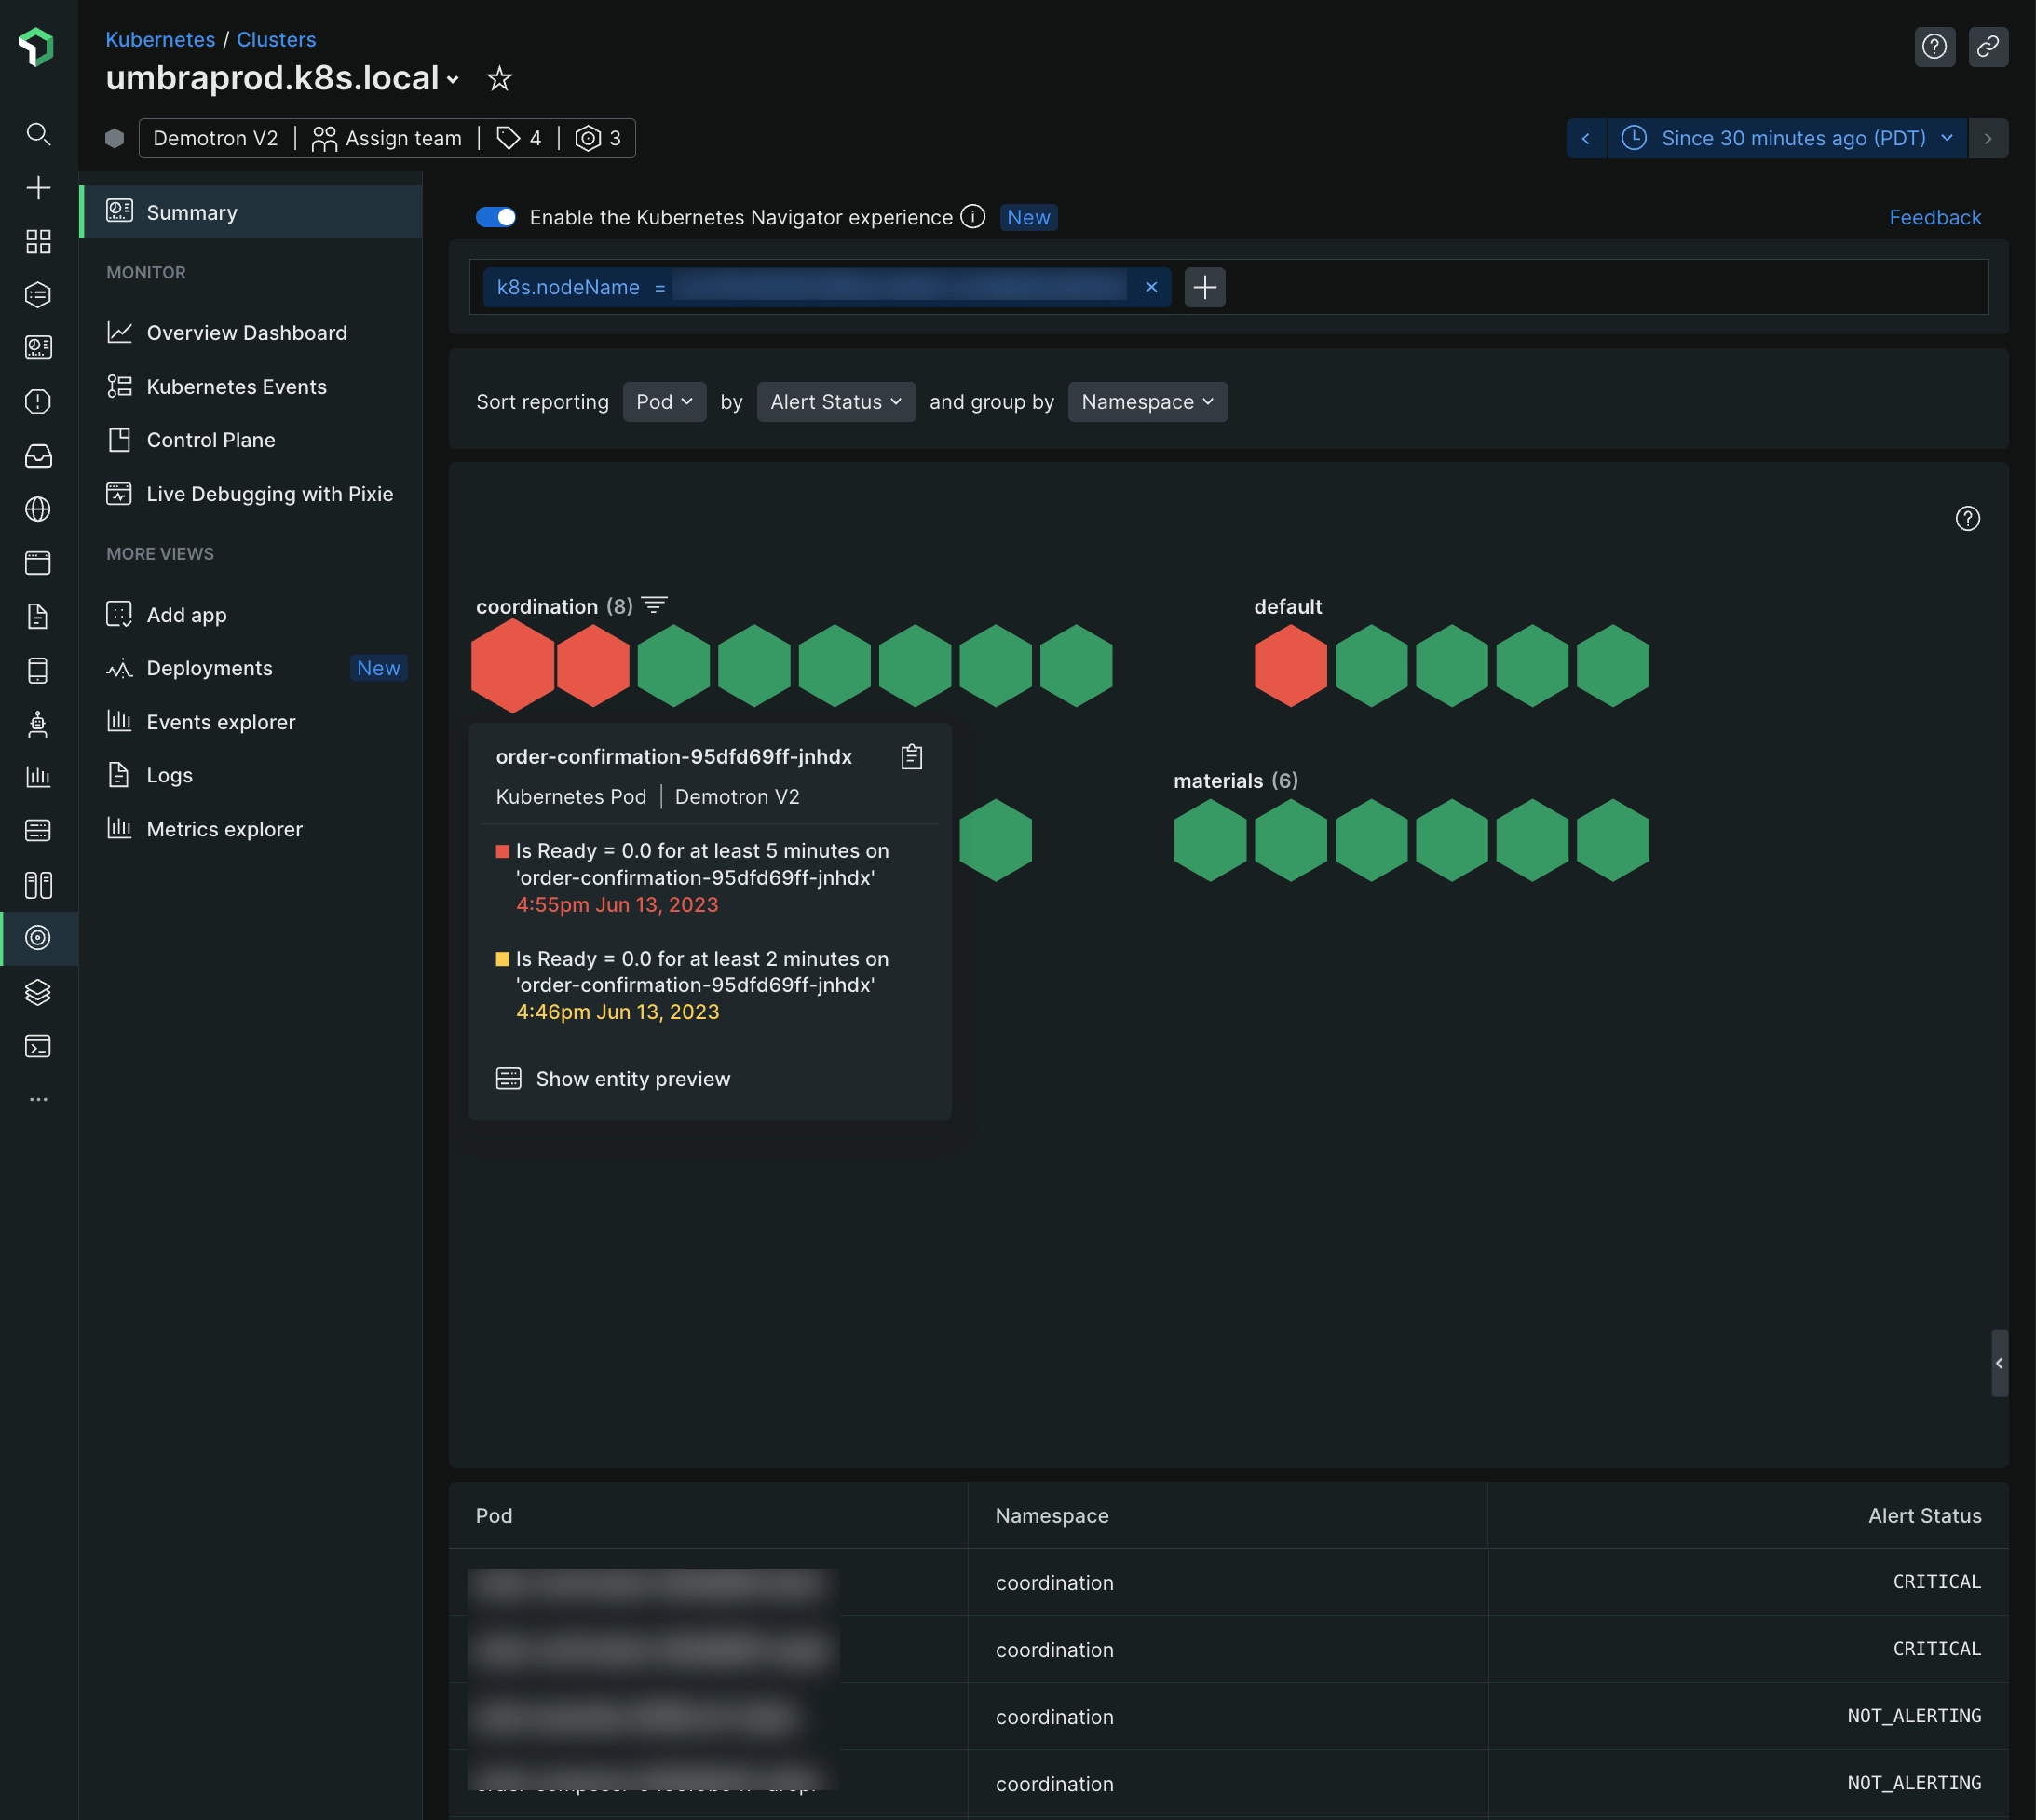 Kubernetes / Clusters
umbraprod.k8s.local
Demotron V2 | Assign team | 4 | 3
Since 30 minutes ago (PDT)
Summary
MONITOR
Overview Dashboard
Kubernetes Events
Control Plane
Live Debugging with Pixie
MORE VIEWS
Add app
Deployments New
Events explorer
Logs
Metrics explorer
Enable the Kubernetes Navigator experience New
Feedback
k8s.nodeName =
Sort reporting Pod by Alert Status and group by Namespace
coordination (8)
default
order-confirmation-95dfd69ff-jnhdx
Kubernetes Pod | Demotron V2
Is Ready = 0.0 for at least 5 minutes on
'order-confirmation-95dfd69ff-jnhdx'
4:55pm Jun 13, 2023
Is Ready = 0.0 for at least 2 minutes on
'order-confirmation-95dfd69ff-jnhdx'
4:46pm Jun 13, 2023
Show entity preview
materials (6)
Pod Namespace Alert Status
coordination CRITICAL
coordination CRITICAL
coordination NOT_ALERTING
coordination NOT_ALERTING